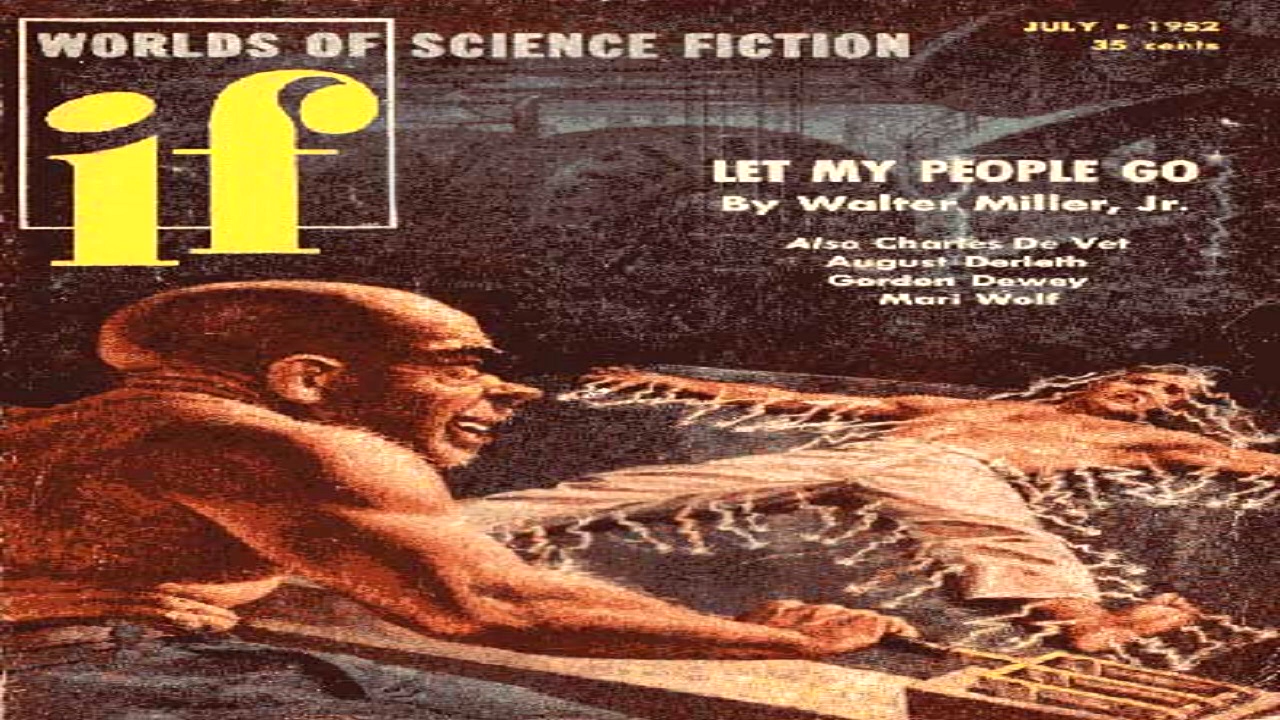 WORLDS OF SCIENCE FICTION
if
JULY • 1952
35 cents
LET MY PEOPLE GO
By Walter Miller, Jr.
Also Charles De Vet
August Derleth
Gordon Dewey
Mari Wolf